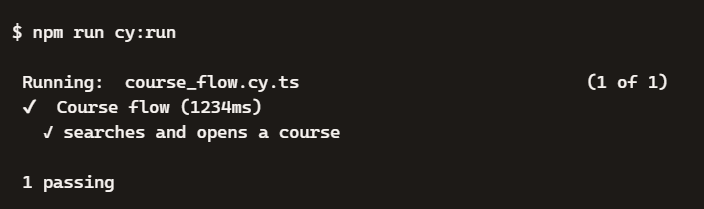 $ npm run cy:run
Running: course_flow.cy.ts (1 of 1)
✓ Course flow (1234ms)
✓ searches and opens a course
1 passing